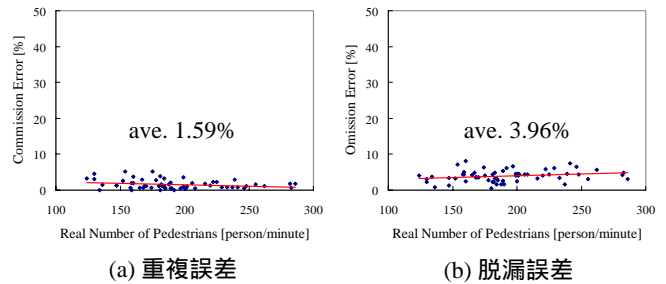 Commission Error [%]
50
40
30
20
10
0
ave. 1.59%
100
150
200
250
300
Real Number of Pedestrians [person/minute]
(a) 重複誤差
Omission Error [%]
50
40
30
20
10
0
ave. 3.96%
100
150
200
250
300
Real Number of Pedestrians [person/minute]
(b) 脱漏誤差